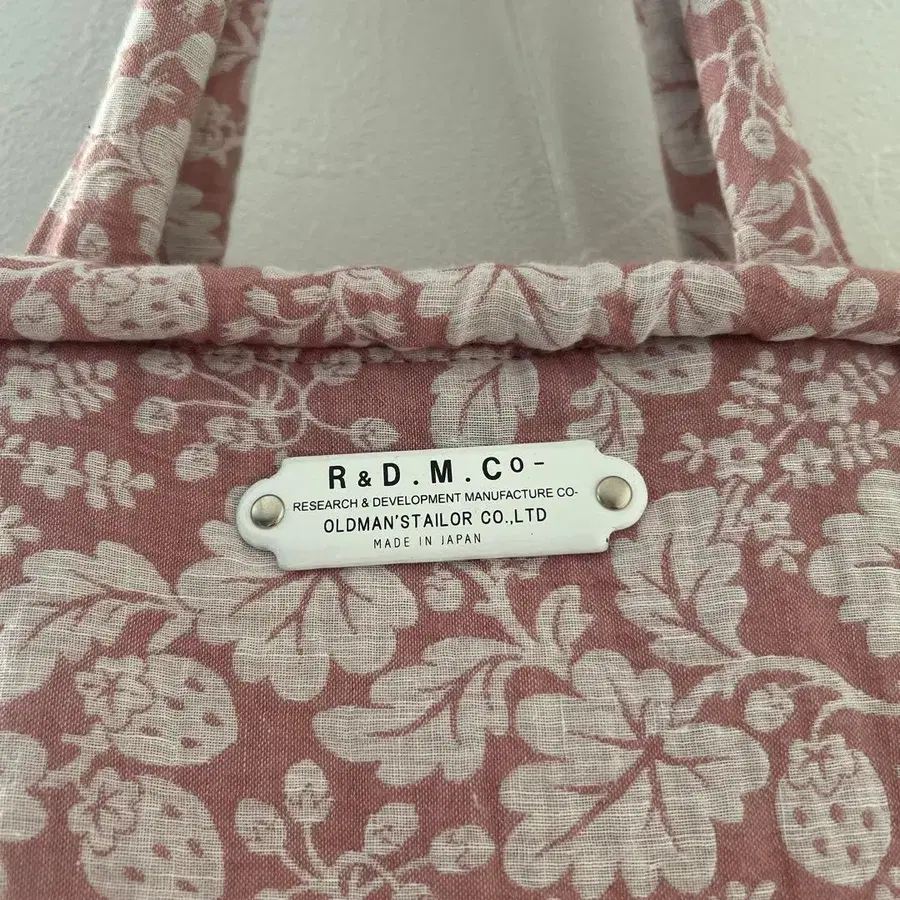 R & D.M.Co-
RESEARCH & DEVELOPMENT MANUFACTURE CO-
OLDMAN'STAILOR CO.,LTD
MADE IN JAPAN